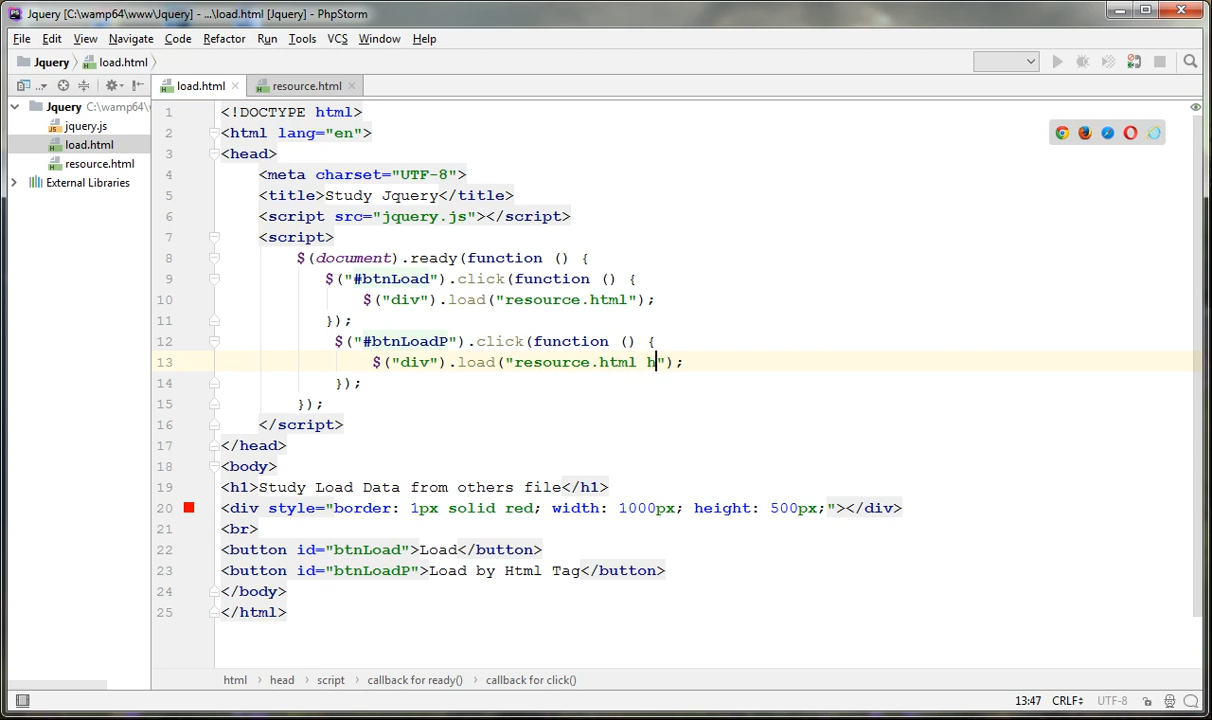 Jquery [C:\wamp64\www\Jquery] - ...\load.html [Jquery] - PhpStorm
File Edit View Navigate Code Refactor Run Tools VCS Window Help
Jquery load.html
load.html resource.html
Jquery C:\wamp64\
jquery.js
load.html
resource.html
External Libraries
1 <!DOCTYPE html>
2 <html lang="en">
3 <head>
4 <meta charset="UTF-8">
5 <title>Study Jquery</title>
6 <script src="jquery.js"></script>
7 <script>
8 $(document).ready(function () {
9 $("#btnLoad").click(function () {
10 $("div").load("resource.html");
11 });
12 $("#btnLoadP").click(function () {
13 $("div").load("resource.html h");
14 });
15 });
16 </script>
17 </head>
18 <body>
19 <h1>Study Load Data from others file</h1>
20 <div style="border: 1px solid red; width: 1000px; height: 500px;"></div>
21 <br>
22 <button id="btnLoad">Load</button>
23 <button id="btnLoadP">Load by Html Tag</button>
24 </body>
25 </html>
html head script callback for ready() callback for click()
13:47 CRLF UTF-8